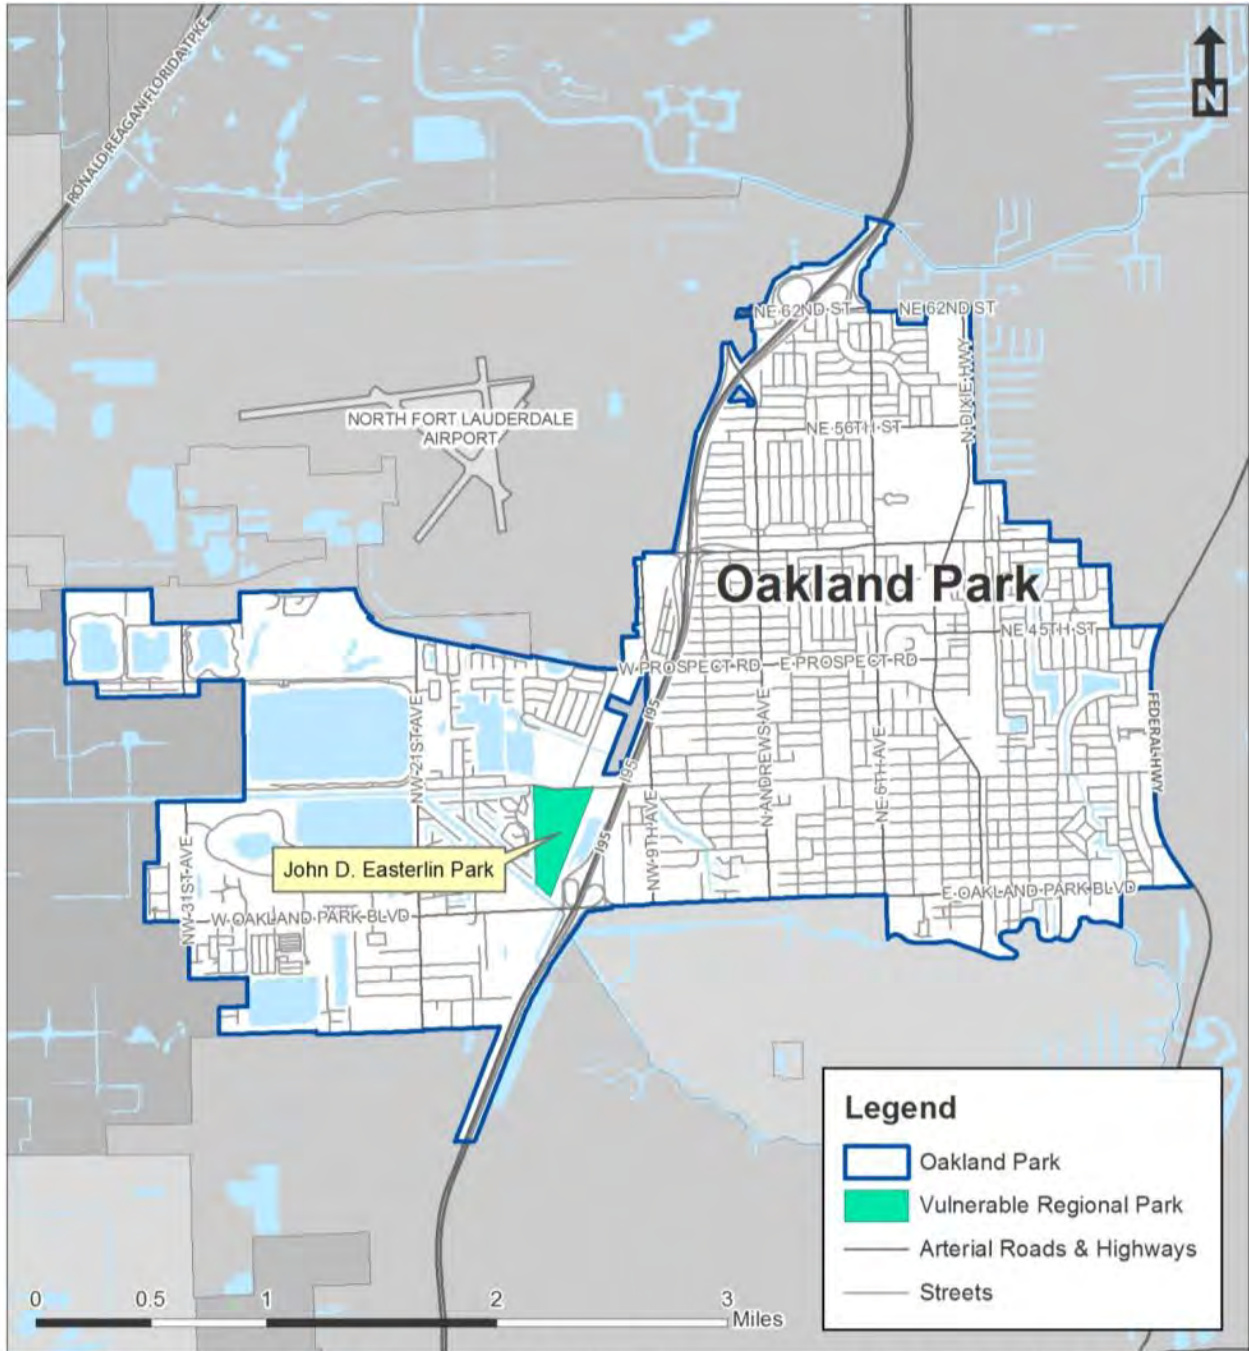 RONALD REAGAN/FLORIDA TPKE
N
NE 62ND ST
NE 62ND ST
N DIXIE HWY
NORTH FORT LAUDERDALE
AIRPORT
NE 56TH ST
Oakland Park
NE 45TH ST
W PROSPECT RD
E PROSPECT RD
I95
I95
I95
NW 21ST AVE
N ANDREWS AVE
NE 6TH AVE
FEDERAL HWY
NW 9TH AVE
John D. Easterlin Park
NW 31ST AVE
W OAKLAND PARK BLVD
E OAKLAND PARK BLVD
Legend
Oakland Park
Vulnerable Regional Park
Arterial Roads & Highways
Streets
0 0.5 1 2 3
Miles